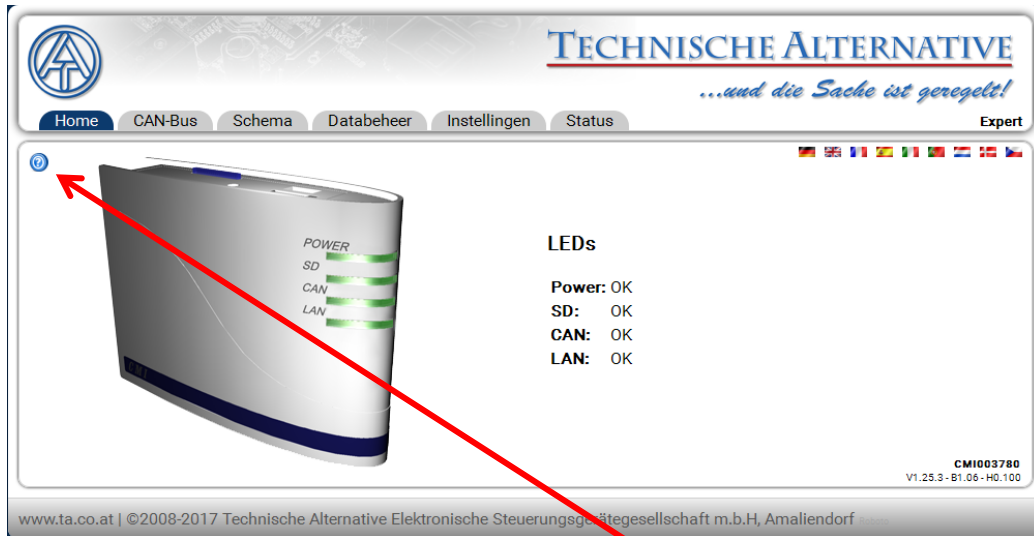 TECHNISCHE ALTERNATIVE
...und die Sache ist geregelt!
Home CAN-Bus Schema Databeheer Instellingen Status
Expert
POWER
SD
CAN
LAN
CMI
LEDs
Power: OK
SD: OK
CAN: OK
LAN: OK
CMI003780
V1.25.3 - B1.06 - H0.100
www.ta.co.at | ©2008-2017 Technische Alternative Elektronische Steuerungsgerätegesellschaft m.b.H, Amaliendorf